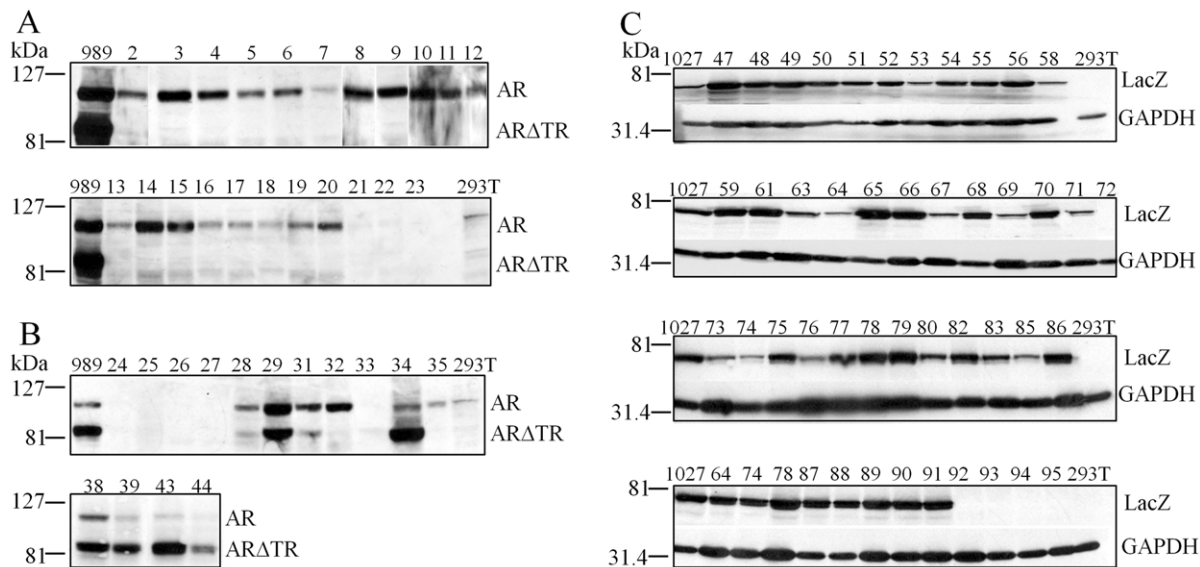 A
kDa 989 2 3 4 5 6 7 8 9 10 11 12
127
AR
ARΔTR
81
989 13 14 15 16 17 18 19 20 21 22 23 293T
127
AR
ARΔTR
81
B
kDa 989 24 25 26 27 28 29 31 32 33 34 35 293T
127
AR
81
ARΔTR
38 39 43 44
127
AR
81
ARΔTR
C
kDa 1027 47 48 49 50 51 52 53 54 55 56 58 293T
81
LacZ
GAPDH
31.4
1027 59 61 63 64 65 66 67 68 69 70 71 72
81
LacZ
GAPDH
31.4
1027 73 74 75 76 77 78 79 80 82 83 85 86 293T
81
LacZ
GAPDH
31.4
1027 64 74 78 87 88 89 90 91 92 93 94 95 293T
81
LacZ
GAPDH
31.4